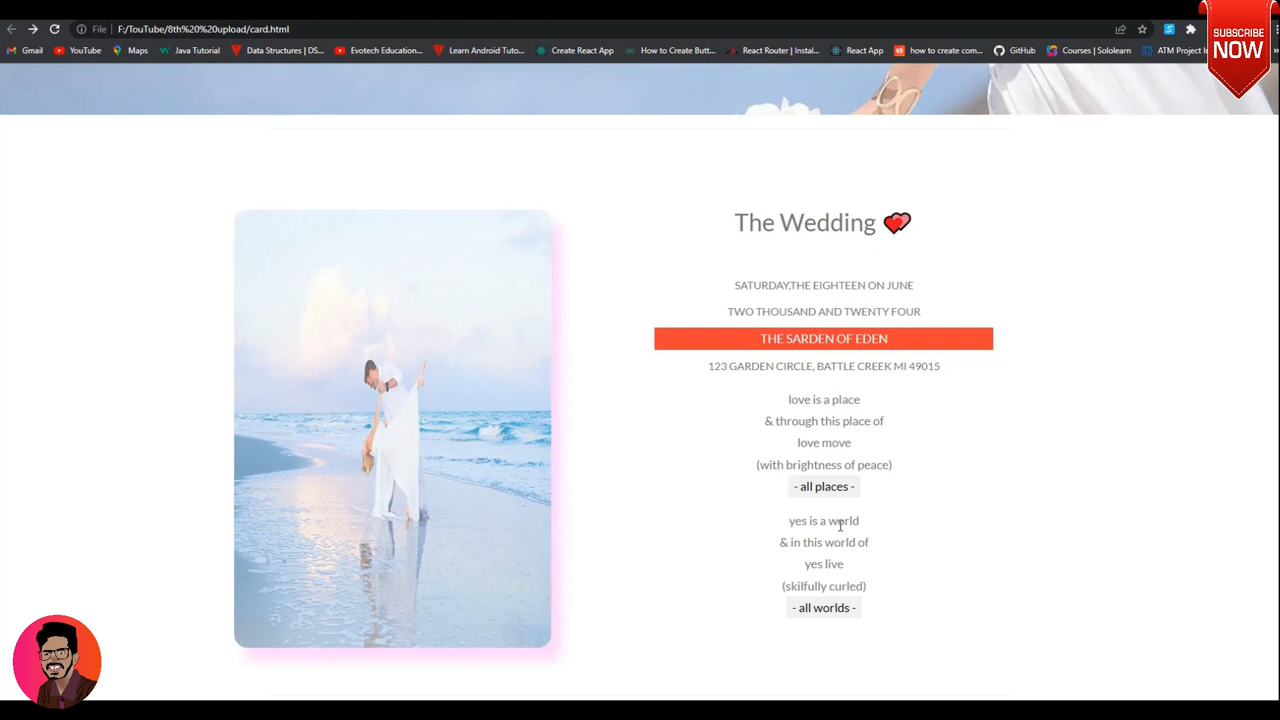 File F:/TouTube/8th%20%20upload/card.html
Gmail YouTube Maps Java Tutorial Data Structures | DS... Evotech Education... Learn Android Tuto... Create React App How to Create Butt... React Router | Instal... React App how to create com... GitHub Courses | Sololearn ATM Project In »
SUBSCRIBE
NOW
The Wedding
SATURDAY,THE EIGHTEEN ON JUNE
TWO THOUSAND AND TWENTY FOUR
THE SARDEN OF EDEN
123 GARDEN CIRCLE, BATTLE CREEK MI 49015
love is a place
& through this place of
love move
(with brightness of peace)
- all places -
yes is a world
& in this world of
yes live
(skilfully curled)
- all worlds -